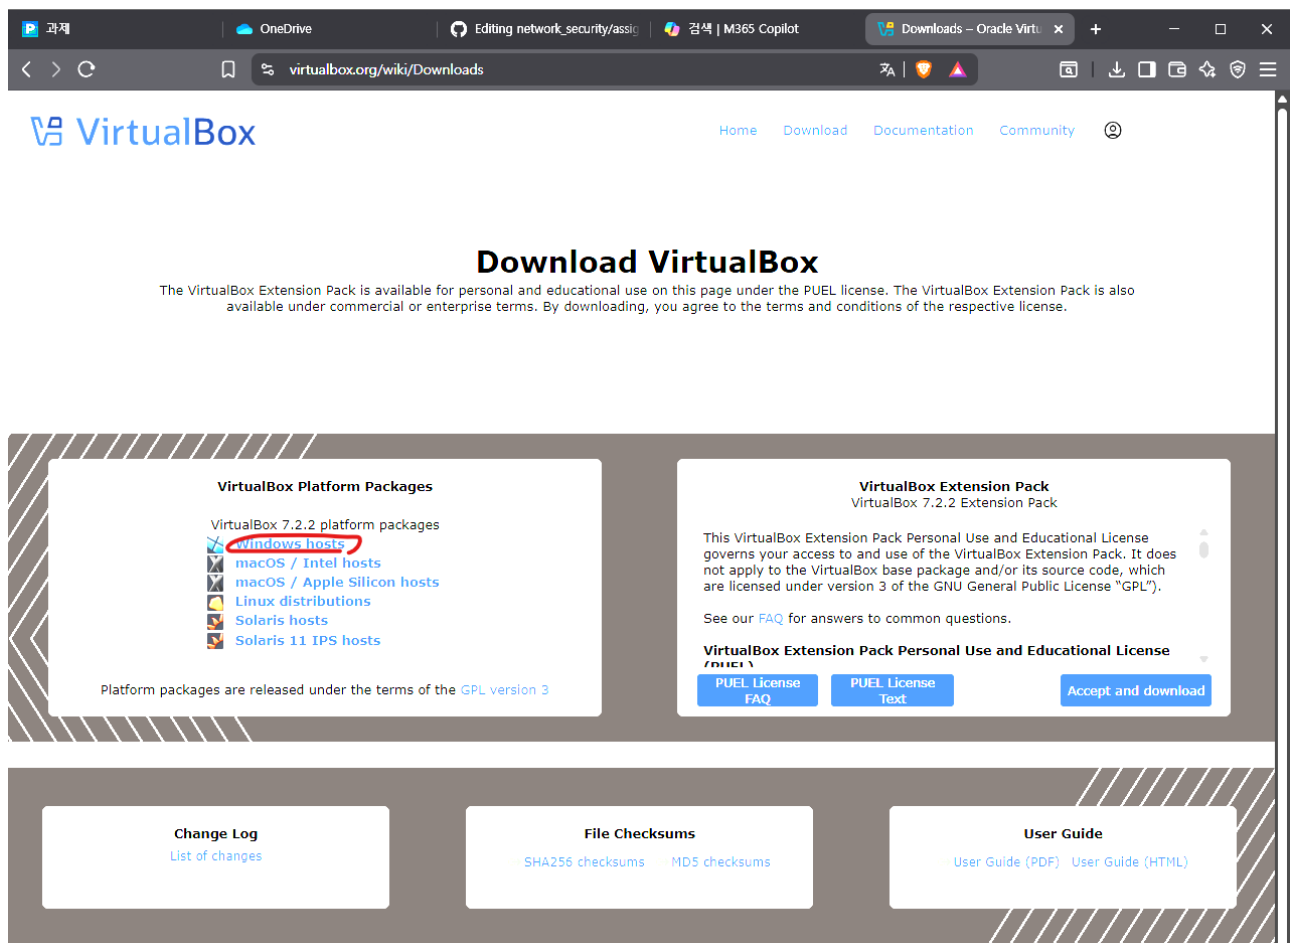 과제
OneDrive
Editing network_security/assig
검색 | M365 Copilot
Downloads – Oracle Virtu
virtualbox.org/wiki/Downloads
VirtualBox
Home Download Documentation Community
Download VirtualBox
The VirtualBox Extension Pack is available for personal and educational use on this page under the PUEL license. The VirtualBox Extension Pack is also
available under commercial or enterprise terms. By downloading, you agree to the terms and conditions of the respective license.
VirtualBox Platform Packages
VirtualBox 7.2.2 platform packages
Windows hosts
macOS / Intel hosts
macOS / Apple Silicon hosts
Linux distributions
Solaris hosts
Solaris 11 IPS hosts
Platform packages are released under the terms of the GPL version 3
VirtualBox Extension Pack
VirtualBox 7.2.2 Extension Pack
This VirtualBox Extension Pack Personal Use and Educational License
governs your access to and use of the VirtualBox Extension Pack. It does
not apply to the VirtualBox base package and/or its source code, which
are licensed under version 3 of the GNU General Public License “GPL”).
See our FAQ for answers to common questions.
VirtualBox Extension Pack Personal Use and Educational License
(PUEL)
PUEL License
FAQ
PUEL License
Text
Accept and download
Change Log
List of changes
File Checksums
SHA256 checksums MD5 checksums
User Guide
User Guide (PDF) User Guide (HTML)